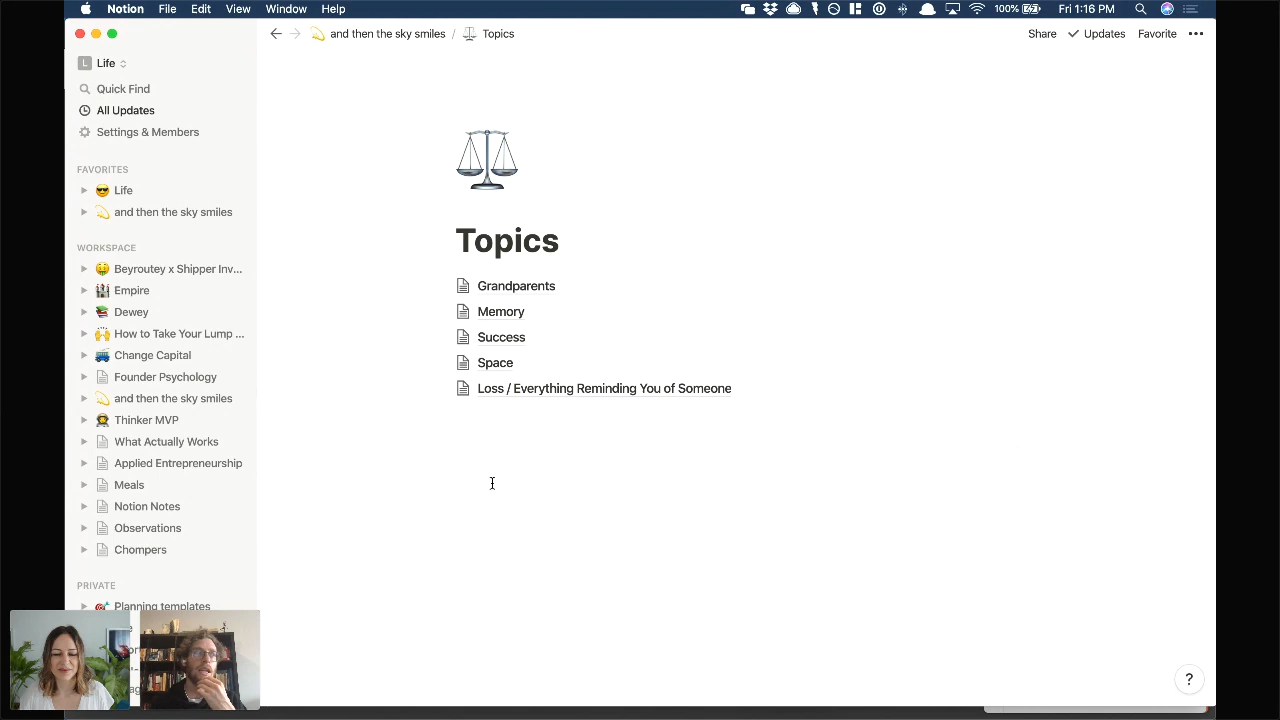 Notion File Edit View Window Help 100% Fri 1:16 PM
and then the sky smiles / Topics Share Updates Favorite
L Life
Quick Find
All Updates
Settings & Members
FAVORITES
Life
and then the sky smiles
WORKSPACE
Beyroutey x Shipper Inv...
Empire
Dewey
How to Take Your Lump ...
Change Capital
Founder Psychology
and then the sky smiles
Thinker MVP
What Actually Works
Applied Entrepreneurship
Meals
Notion Notes
Observations
Chompers
PRIVATE
Planning templates
Topics
Grandparents
Memory
Success
Space
Loss / Everything Reminding You of Someone
?